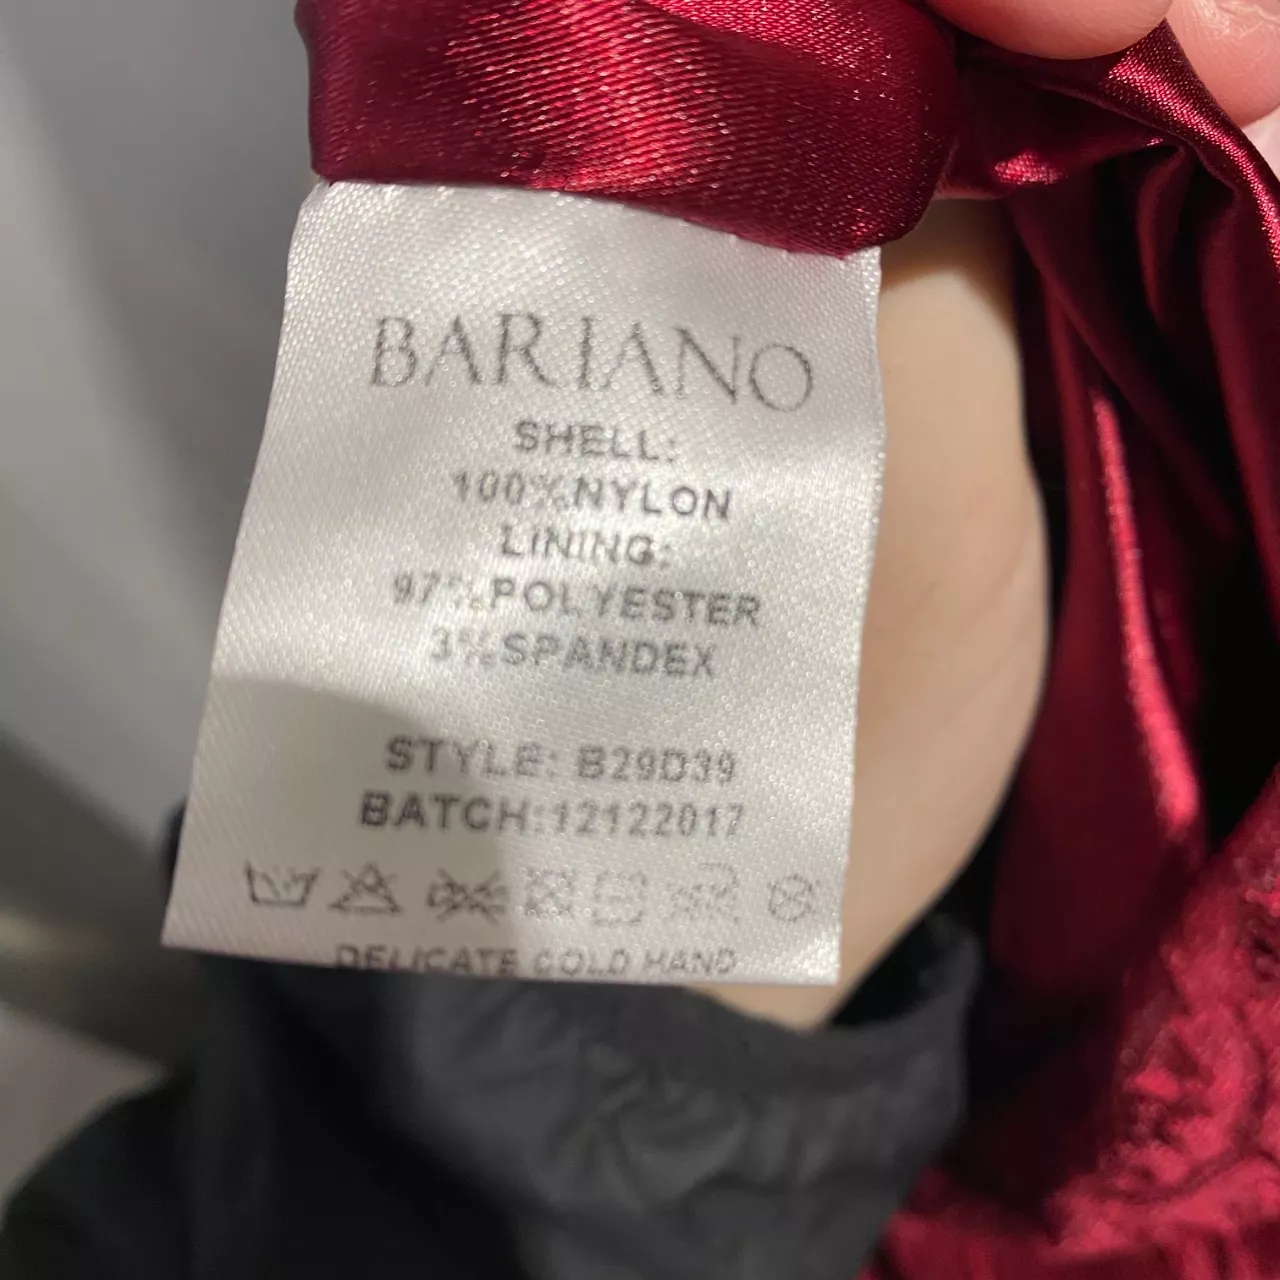 BARIANO
SHELL:
100%NYLON
LINING:
97%POLYESTER
3%SPANDEX
STYLE: B29D39
BATCH:12122017
DELICATE COLD HAND